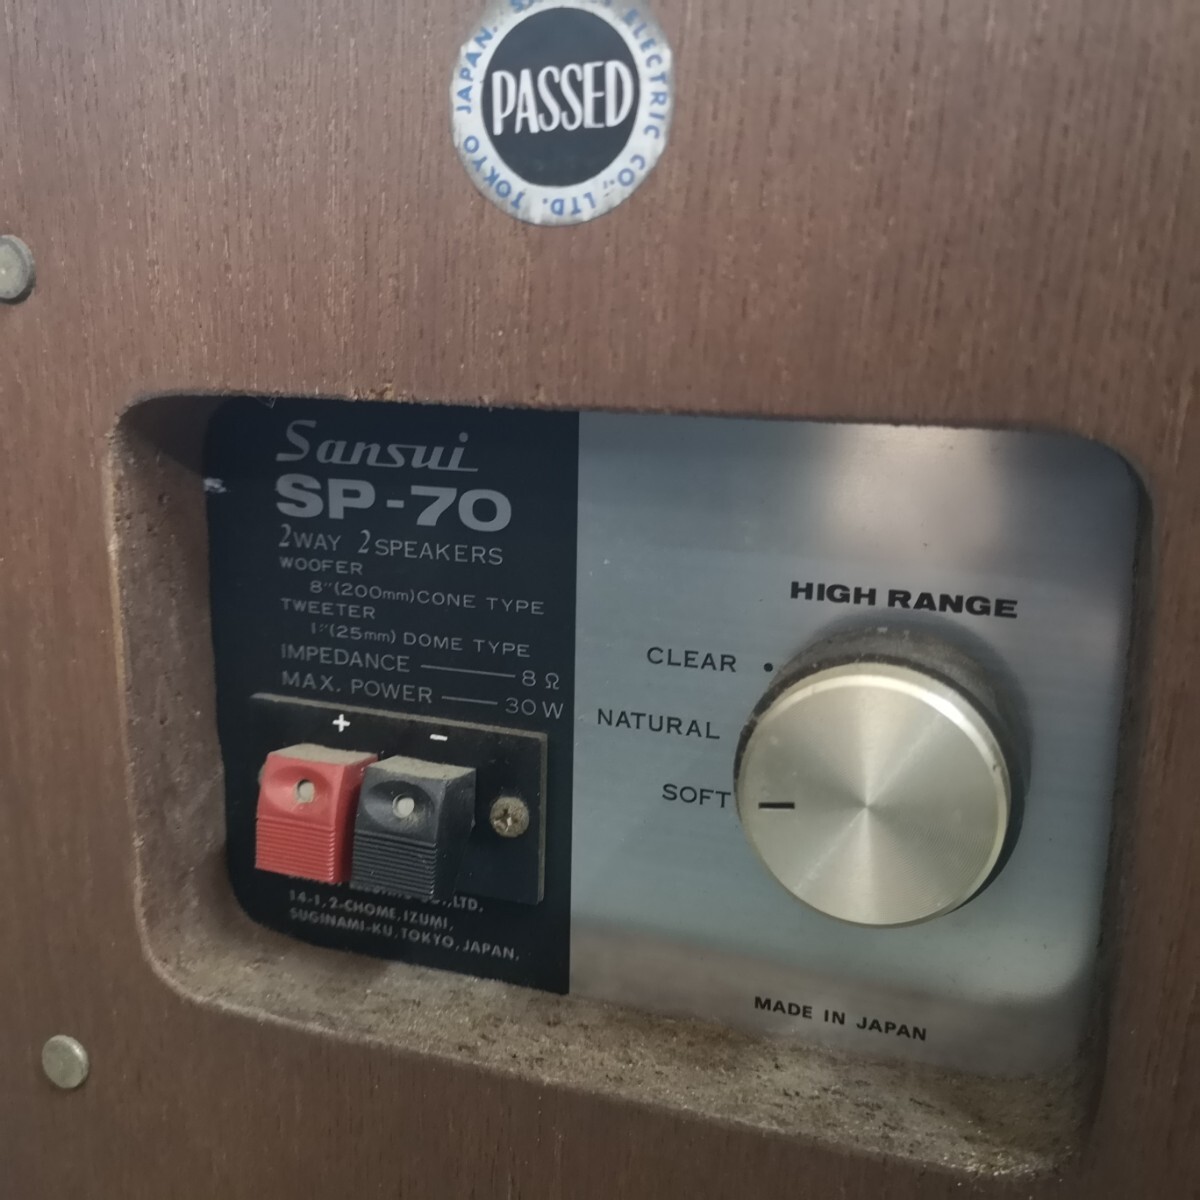 ELECTRIC CO., LTD. TOKYO JAPAN.
PASSED
Sansui
SP-70
2WAY 2SPEAKERS
WOOFER
8"(200mm)CONE TYPE
TWEETER
1"(25mm) DOME TYPE
IMPEDANCE 8 Ω
MAX. POWER 30 W
+ −
CO.,LTD.
14-1, 2-CHOME, IZUMI,
SUGINAMI-KU, TOKYO, JAPAN.
HIGH RANGE
CLEAR
NATURAL
SOFT
MADE IN JAPAN